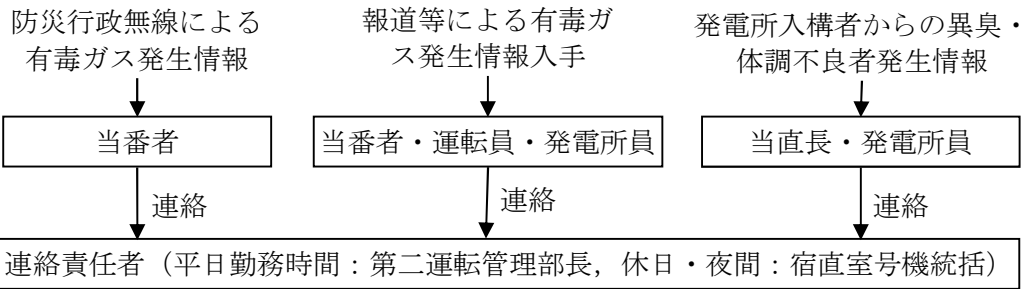 防災行政無線による
有毒ガス発生情報
報道等による有毒ガ
ス発生情報入手
発電所入構者からの異臭・
体調不良者発生情報
当番者
当番者・運転員・発電所員
当直長・発電所員
連絡
連絡
連絡
連絡責任者（平日勤務時間：第二運転管理部長，休日・夜間：宿直室号機統括）